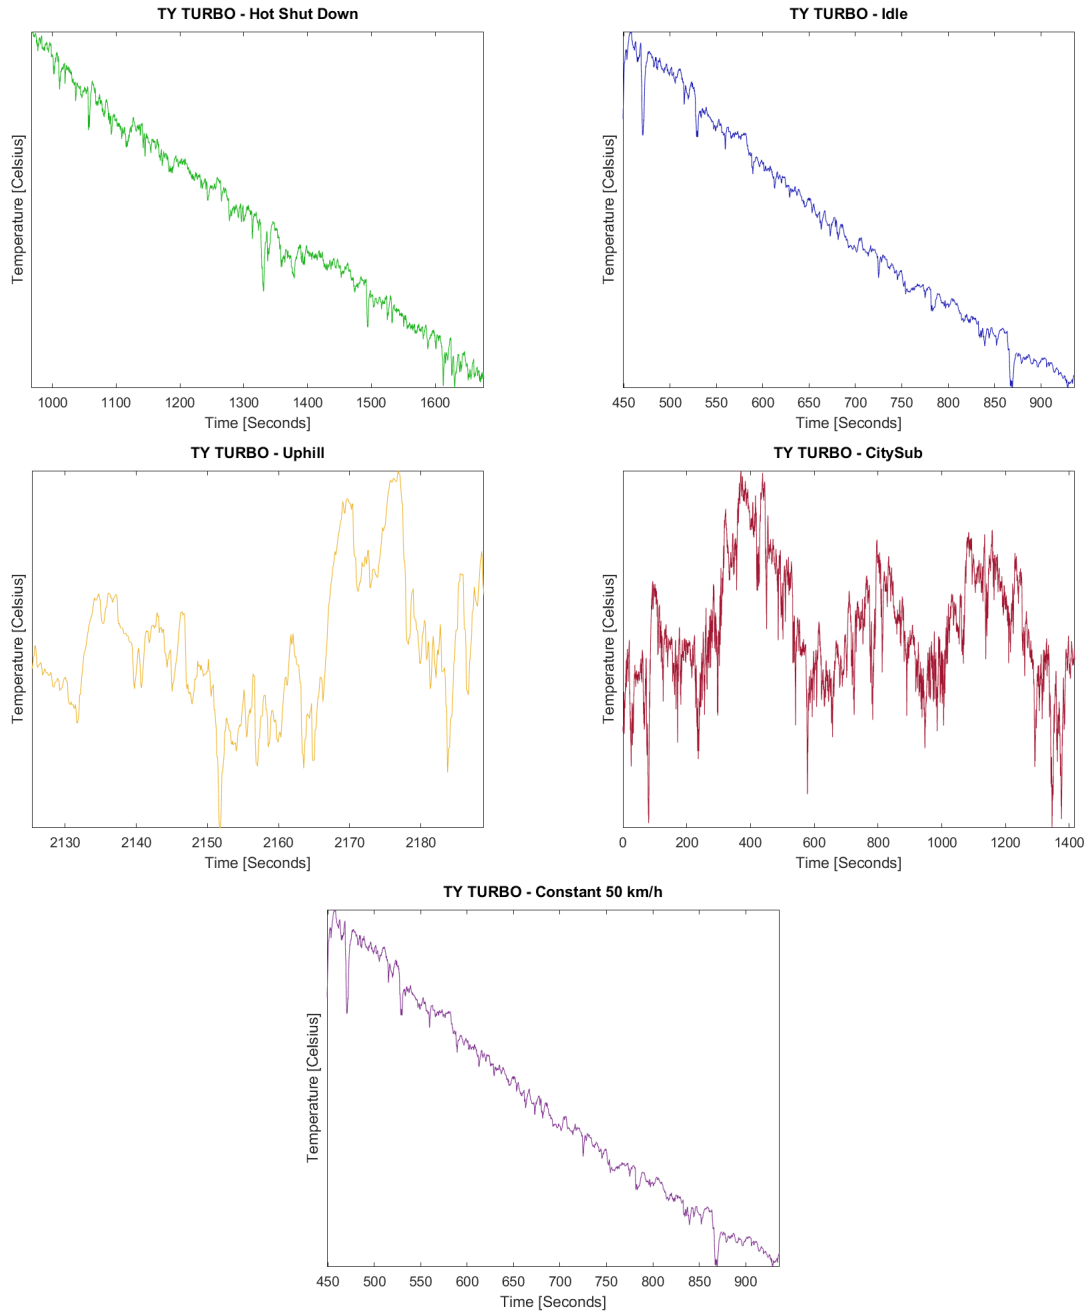 TY TURBO - Hot Shut Down
Temperature [Celsius]
1000 1100 1200 1300 1400 1500 1600
Time [Seconds]
TY TURBO - Idle
Temperature [Celsius]
450 500 550 600 650 700 750 800 850 900
Time [Seconds]
TY TURBO - Uphill
Temperature [Celsius]
2130 2140 2150 2160 2170 2180
Time [Seconds]
TY TURBO - CitySub
Temperature [Celsius]
0 200 400 600 800 1000 1200 1400
Time [Seconds]
TY TURBO - Constant 50 km/h
Temperature [Celsius]
450 500 550 600 650 700 750 800 850 900
Time [Seconds]